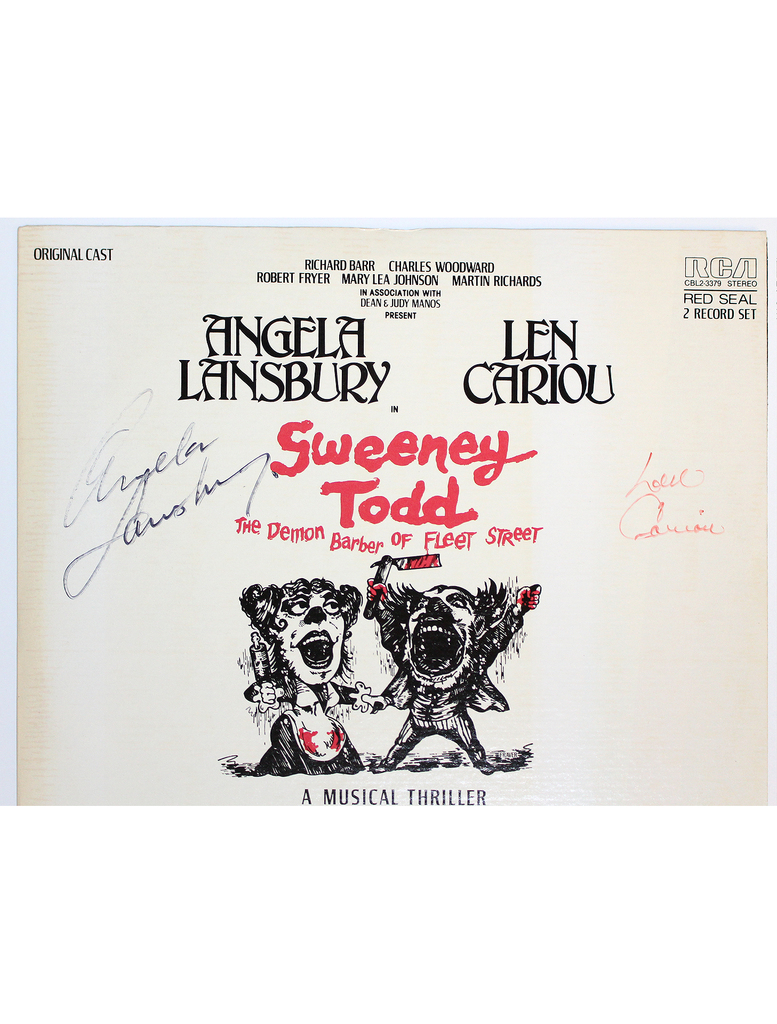 ORIGINAL CAST
RICHARD BARR CHARLES WOODWARD
ROBERT FRYER MARY LEA JOHNSON MARTIN RICHARDS
IN ASSOCIATION WITH
DEAN & JUDY MANOS
PRESENT
RCA
CBL2-3379 STEREO
RED SEAL
2 RECORD SET
ANGELA
LANSBURY
LEN
CARIOU
IN
Sweeney
Todd
THE Demon Barber OF FLEET STREET
Angela
Lansbury
Len
Cariou
A MUSICAL THRILLER